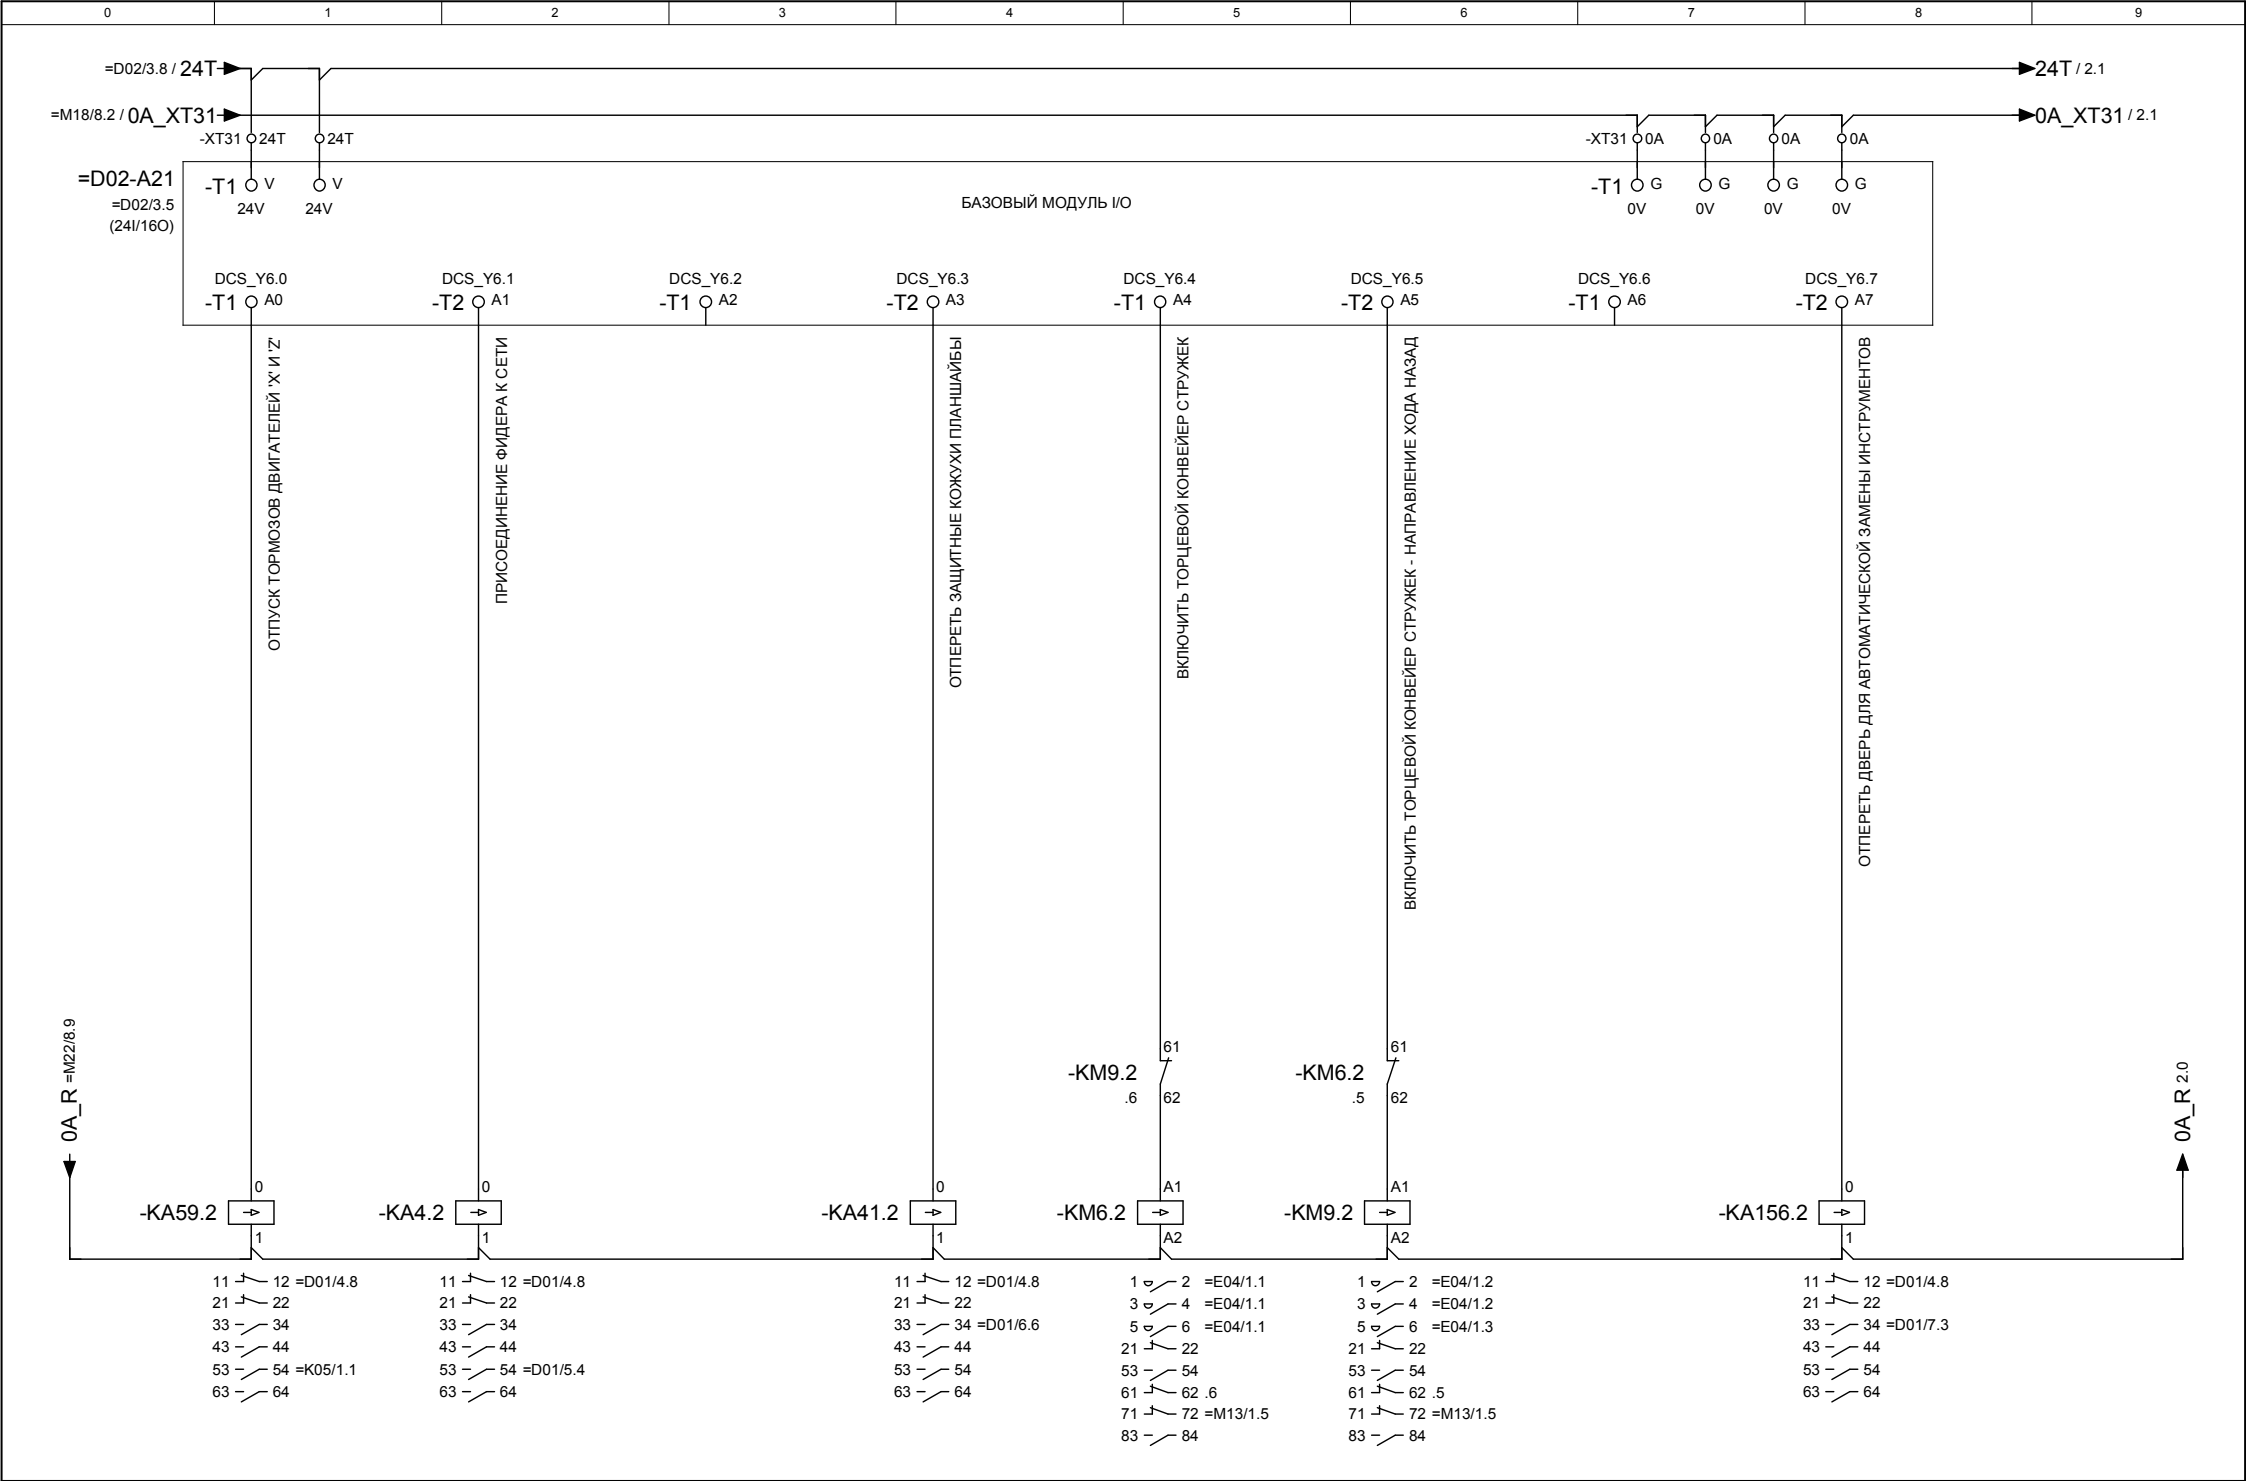 0 1 2 3 4 5 6 7 8 9
=D02/3.8 / 24T 24T / 2.1
=M18/8.2 / 0A_XT31 0A_XT31 / 2.1
-XT31 24T 24T -XT31 0A 0A 0A 0A
=D02-A21 -T1 V V -T1 G G G G
=D02/3.5 24V 24V БАЗОВЫЙ МОДУЛЬ I/O 0V 0V 0V 0V
(24I/16O)
DCS_Y6.0 DCS_Y6.1 DCS_Y6.2 DCS_Y6.3 DCS_Y6.4 DCS_Y6.5 DCS_Y6.6 DCS_Y6.7
-T1 A0 -T2 A1 -T1 A2 -T2 A3 -T1 A4 -T2 A5 -T1 A6 -T2 A7
ОТПУСК ТОРМОЗОВ ДВИГАТЕЛЕЙ 'X' И 'Z'
ПРИСОЕДИНЕНИЕ ФИДЕРА К СЕТИ
ОТПЕРЕТЬ ЗАЩИТНЫЕ КОЖУХИ ПЛАНШАЙБЫ
ВКЛЮЧИТЬ ТОРЦЕВОЙ КОНВЕЙЕР СТРУЖЕК
ВКЛЮЧИТЬ ТОРЦЕВОЙ КОНВЕЙЕР СТРУЖЕК - НАПРАВЛЕНИЕ ХОДА НАЗАД
ОТПЕРЕТЬ ДВЕРЬ ДЛЯ АВТОМАТИЧЕСКОЙ ЗАМЕНЫ ИНСТРУМЕНТОВ
0A_R =M22/8.9
0A_R 2.0
61 61
-KM9.2 -KM6.2
.6 62 .5 62
0 0 0 A1 A1 0
-KA59.2 -KA4.2 -KA41.2 -KM6.2 -KM9.2 -KA156.2
1 1 1 A2 A2 1
11 12 =D01/4.8 11 12 =D01/4.8 11 12 =D01/4.8 1 2 =E04/1.1 1 2 =E04/1.2 11 12 =D01/4.8
21 22 21 22 21 22 3 4 =E04/1.1 3 4 =E04/1.2 21 22
33 34 33 34 33 34 =D01/6.6 5 6 =E04/1.1 5 6 =E04/1.3 33 34 =D01/7.3
43 44 43 44 43 44 21 22 21 22 43 44
53 54 =K05/1.1 53 54 =D01/5.4 53 54 53 54 53 54 53 54
63 64 63 64 63 64 61 62 .6 61 62 .5 63 64
71 72 =M13/1.5 71 72 =M13/1.5
83 84 83 84